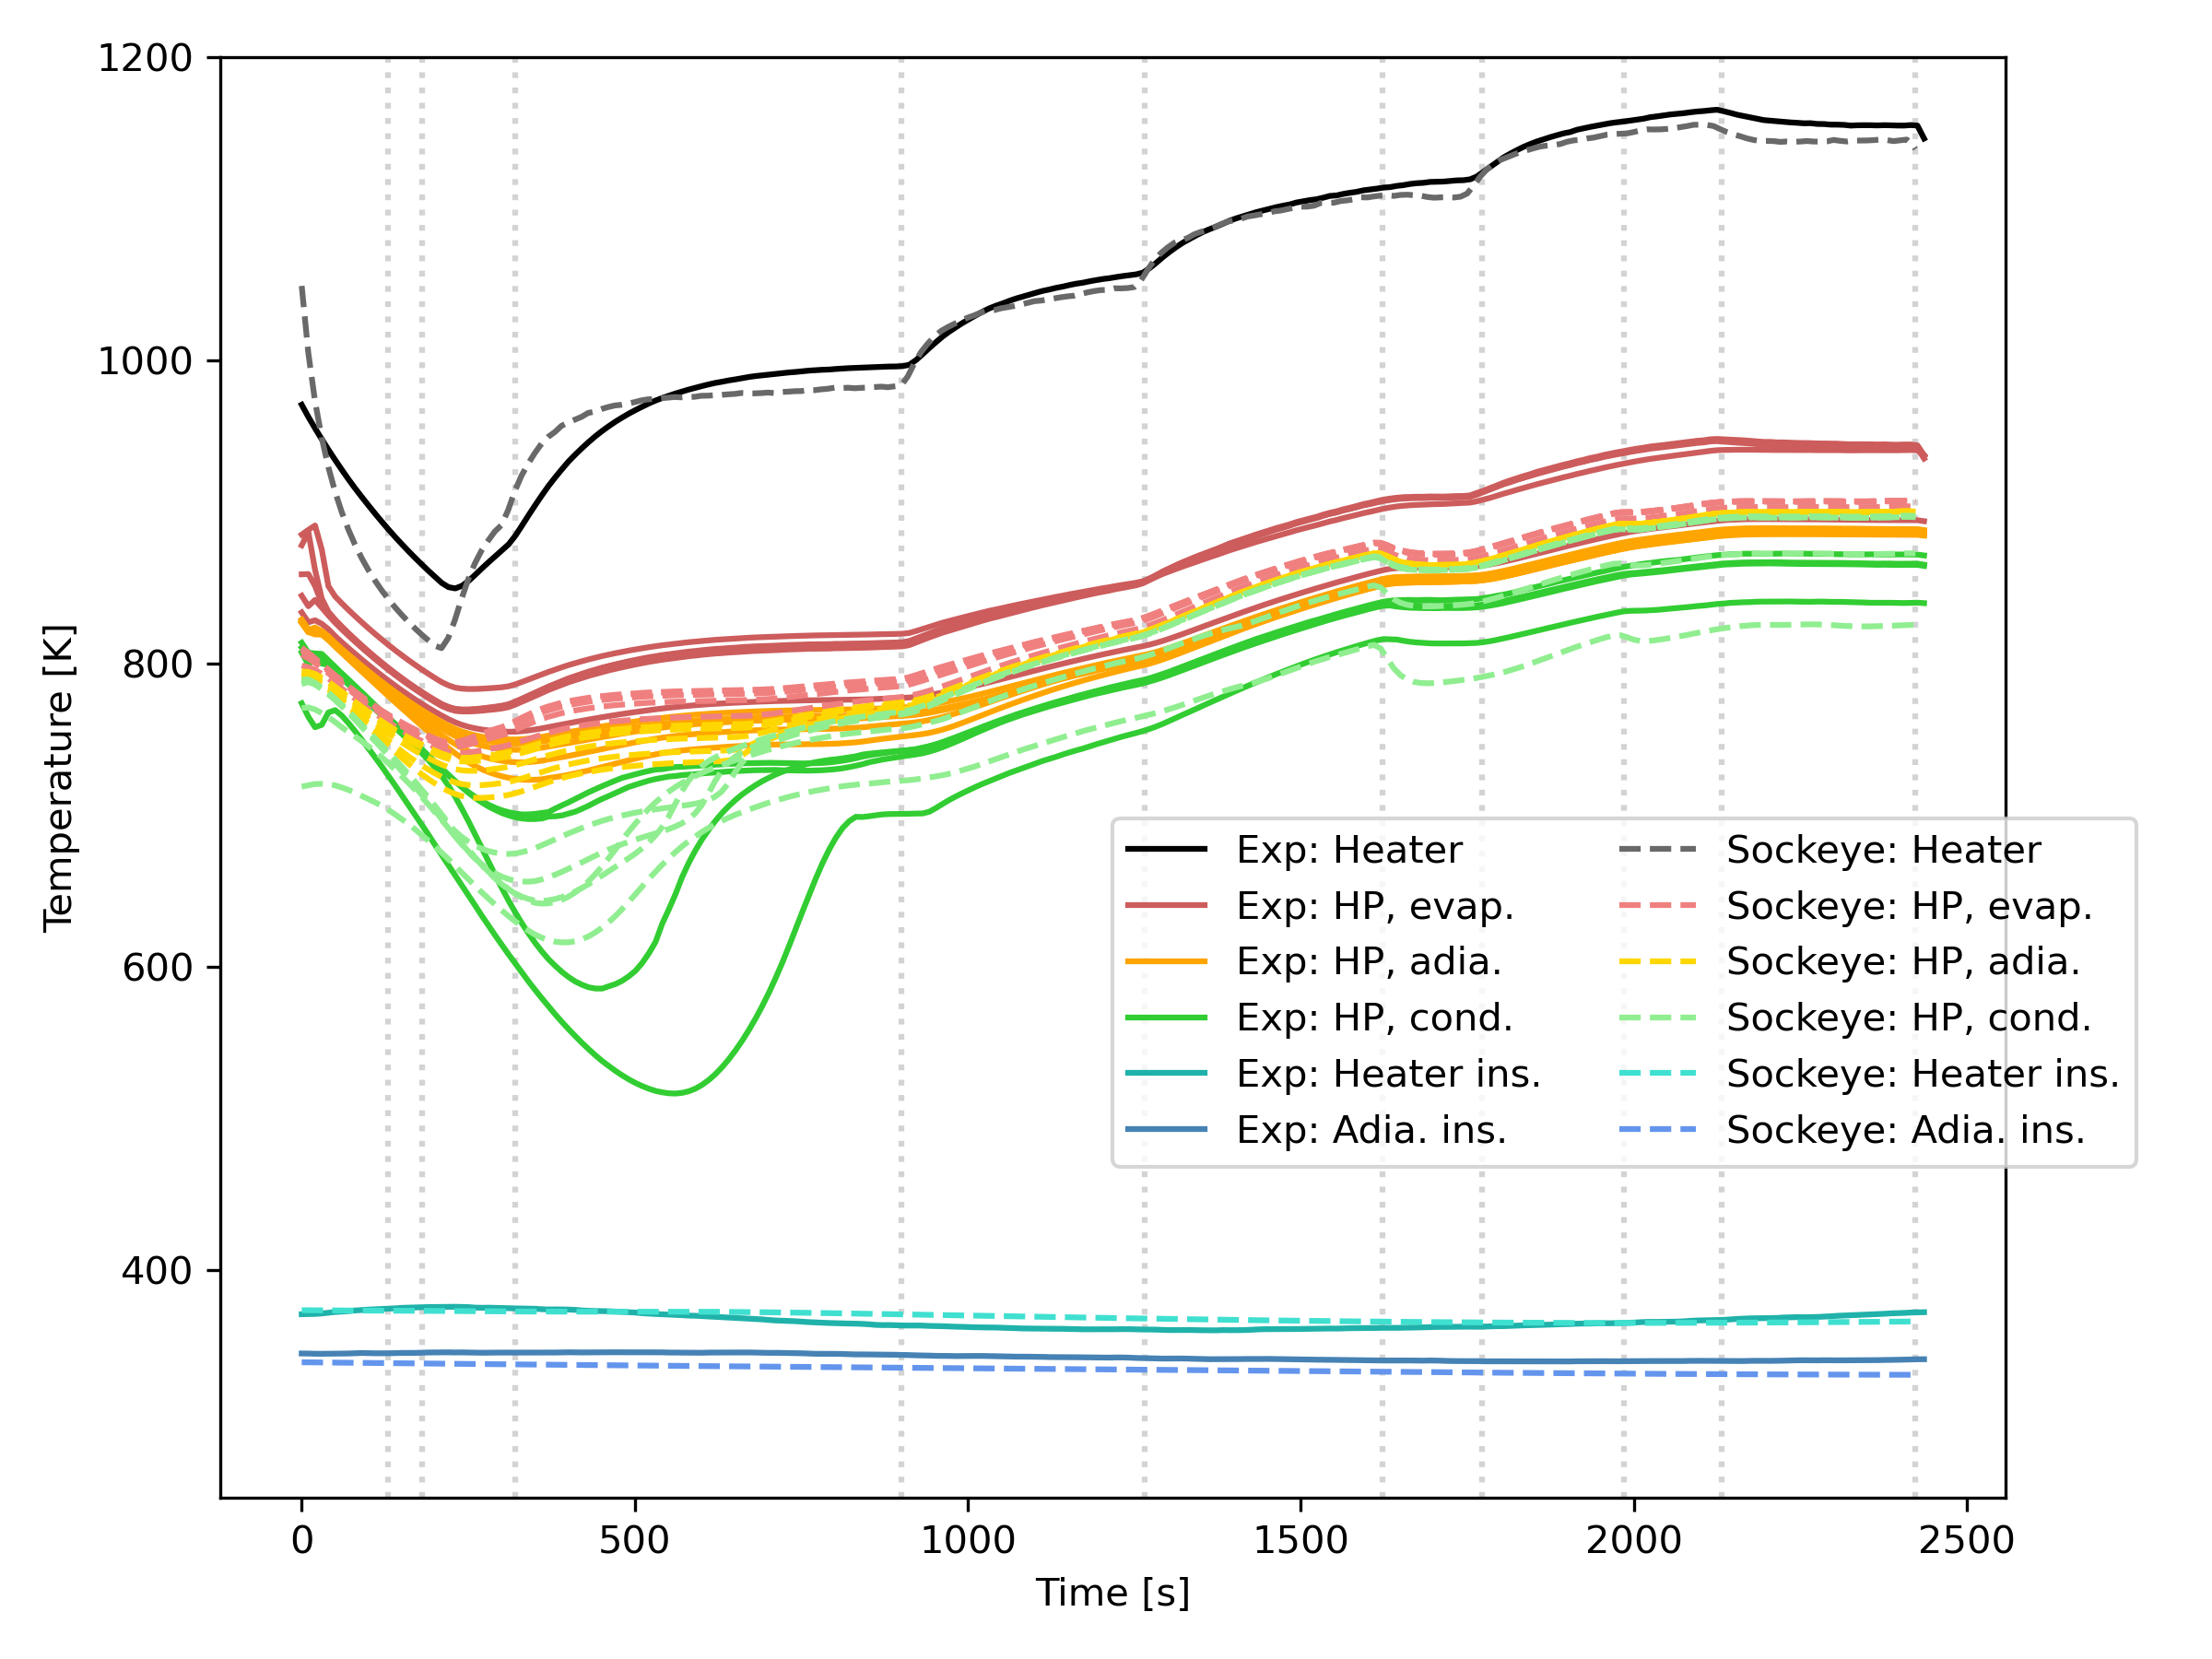 1200
1000
800
600
400
Temperature [K]
Exp: Heater
Exp: HP, evap.
Exp: HP, adia.
Exp: HP, cond.
Exp: Heater ins.
Exp: Adia. ins.
Sockeye: Heater
Sockeye: HP, evap.
Sockeye: HP, adia.
Sockeye: HP, cond.
Sockeye: Heater ins.
Sockeye: Adia. ins.
0 500 1000 1500 2000 2500
Time [s]